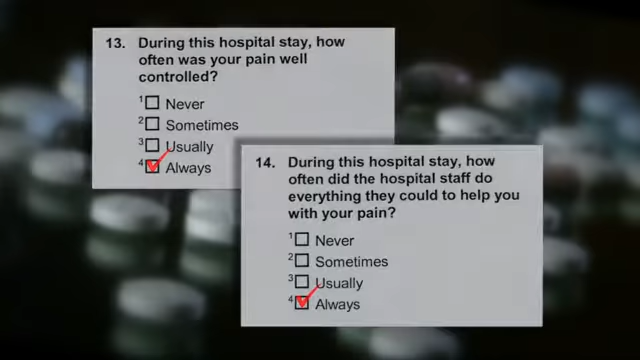 13. During this hospital stay, how
often was your pain well
controlled?
1 Never
2 Sometimes
3 Usually
4 Always
14. During this hospital stay, how
often did the hospital staff do
everything they could to help you
with your pain?
1 Never
2 Sometimes
3 Usually
4 Always